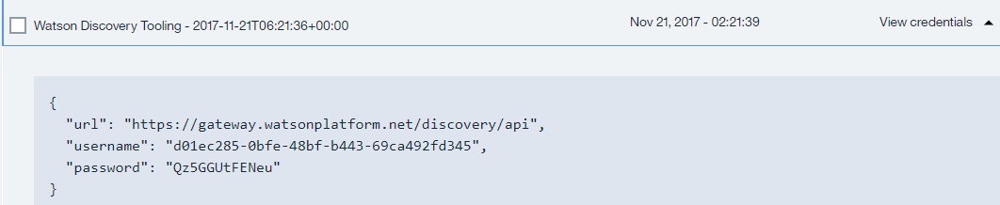 Watson Discovery Tooling - 2017-11-21T06:21:36+00:00 Nov 21, 2017 - 02:21:39 View credentials
{
"url": "https://gateway.watsonplatform.net/discovery/api",
"username": "d01ec285-0bfe-48bf-b443-69ca492fd345",
"password": "Qz5GGUtFENeu"
}